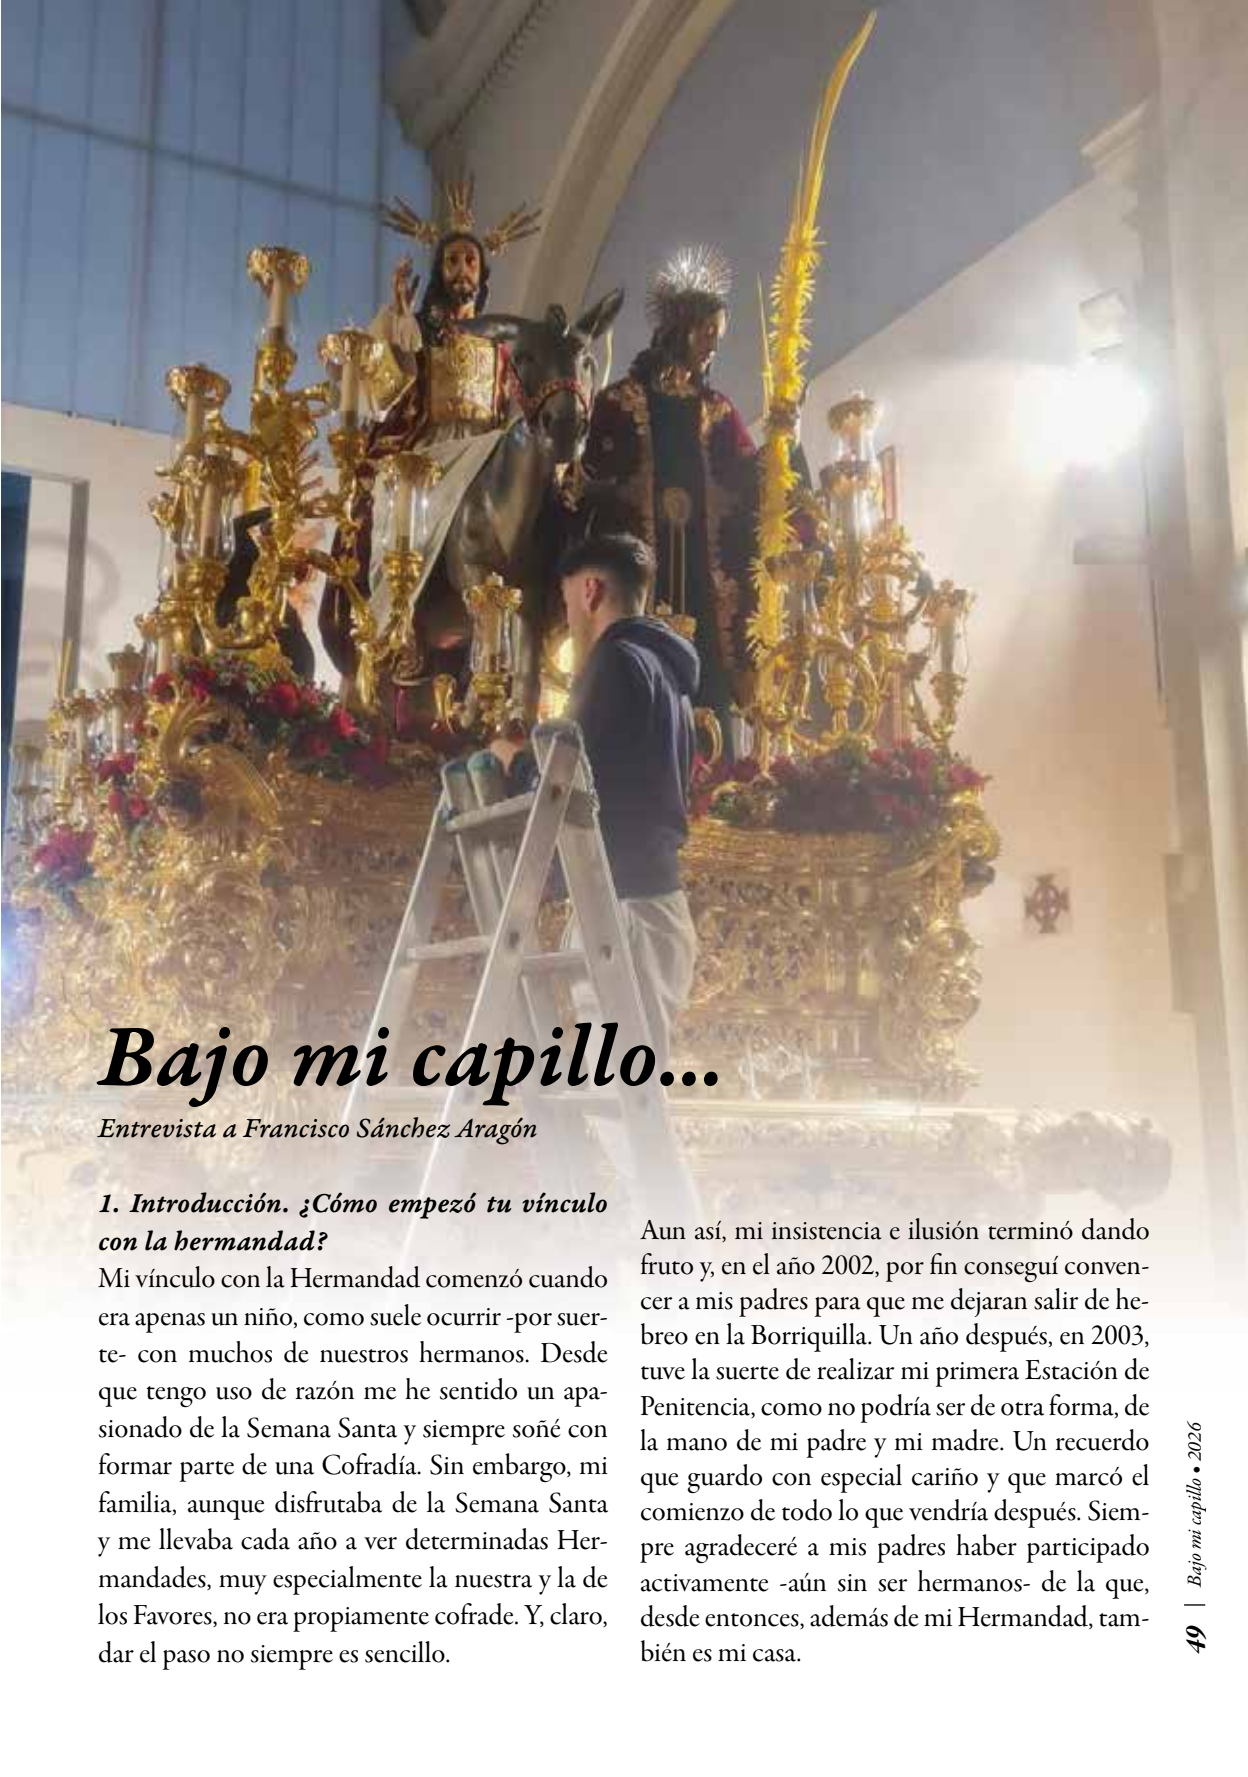 Bajo mi capillo...
Entrevista a Francisco Sánchez Aragón
1. Introducción. ¿Cómo empezó tu vínculo
con la hermandad?
Mi vínculo con la Hermandad comenzó cuando
era apenas un niño, como suele ocurrir -por suer-
te- con muchos de nuestros hermanos. Desde
que tengo uso de razón me he sentido un apa-
sionado de la Semana Santa y siempre soñé con
formar parte de una Cofradía. Sin embargo, mi
familia, aunque disfrutaba de la Semana Santa
y me llevaba cada año a ver determinadas Her-
mandades, muy especialmente la nuestra y la de
los Favores, no era propiamente cofrade. Y, claro,
dar el paso no siempre es sencillo.
Aun así, mi insistencia e ilusión terminó dando
fruto y, en el año 2002, por fin conseguí conven-
cer a mis padres para que me dejaran salir de he-
breo en la Borriquilla. Un año después, en 2003,
tuve la suerte de realizar mi primera Estación de
Penitencia, como no podría ser de otra forma, de
la mano de mi padre y mi madre. Un recuerdo
que guardo con especial cariño y que marcó el
comienzo de todo lo que vendría después. Siem-
pre agradeceré a mis padres haber participado
activamente -aún sin ser hermanos- de la que,
desde entonces, además de mi Hermandad, tam-
bién es mi casa.
49 | Bajo mi capillo • 2026